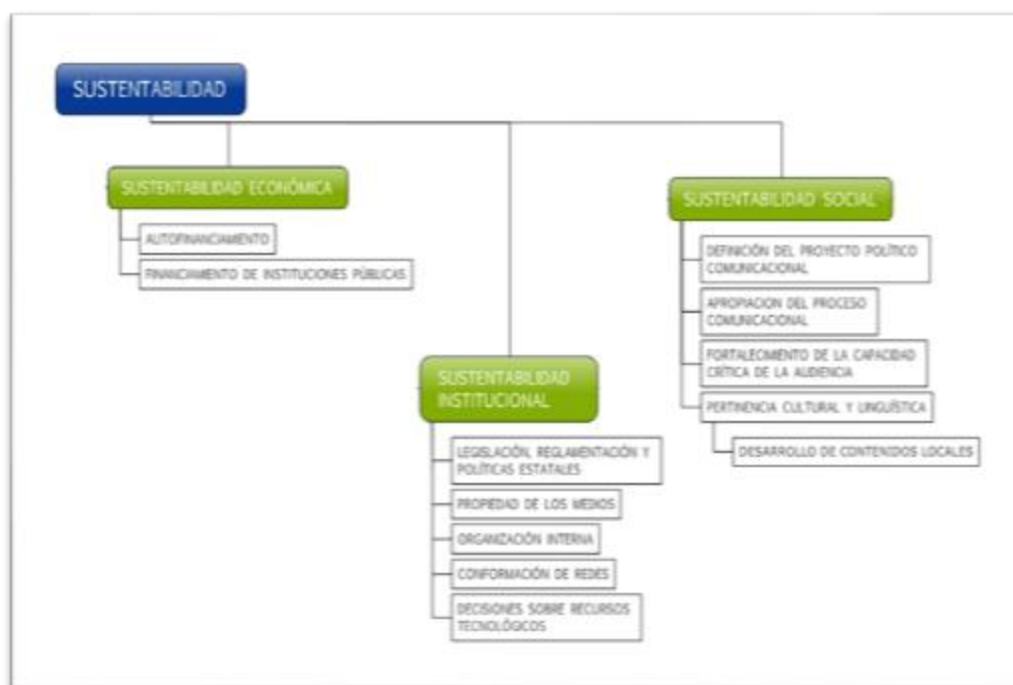 SUSTENTABILIDAD
SUSTENTABILIDAD ECONÓMICA
AUTOFINANCIAMIENTO
FINANCIAMIENTO DE INSTITUCIONES PÚBLICAS
SUSTENTABILIDAD
INSTITUCIONAL
LEGISLACIÓN, REGLAMENTACIÓN Y
POLÍTICAS ESTATALES
PROPIEDAD DE LOS MEDIOS
ORGANIZACIÓN INTERNA
CONFORMACIÓN DE REDES
DECISIONES SOBRE RECURSOS
TECNOLÓGICOS
SUSTENTABILIDAD SOCIAL
DEFINICIÓN DEL PROYECTO POLÍTICO
COMUNICACIONAL
APROPIACION DEL PROCESO
COMUNICACIONAL
FORTALECIMIENTO DE LA CAPACIDAD
CRÍTICA DE LA AUDIENCIA
PERTINENCIA CULTURAL Y LINGUÍSTICA
DESARROLLO DE CONTENIDOS LOCALES